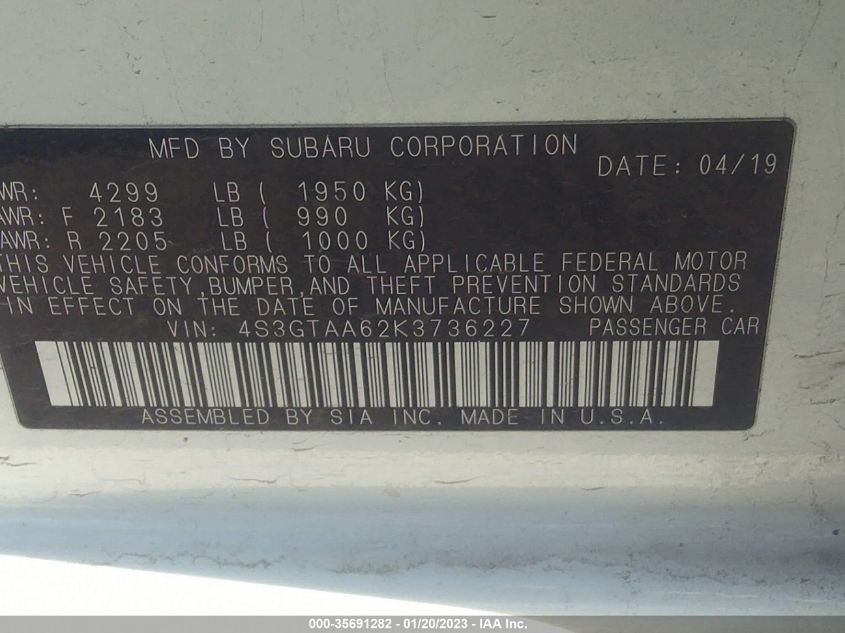 MFD BY SUBARU CORPORATION
DATE: 04/19
WR: 4299 LB ( 1950 KG)
AWR: F 2183 LB ( 990 KG)
AWR: R 2205 LB ( 1000 KG)
THIS VEHICLE CONFORMS TO ALL APPLICABLE FEDERAL MOTOR
VEHICLE SAFETY,BUMPER,AND THEFT PREVENTION STANDARDS
IN EFFECT ON THE DATE OF MANUFACTURE SHOWN ABOVE.
VIN: 4S3GTAA62K3736227 PASSENGER CAR
ASSEMBLED BY SIA INC. MADE IN U.S.A.
000-35691282 - 01/20/2023 - IAA Inc.